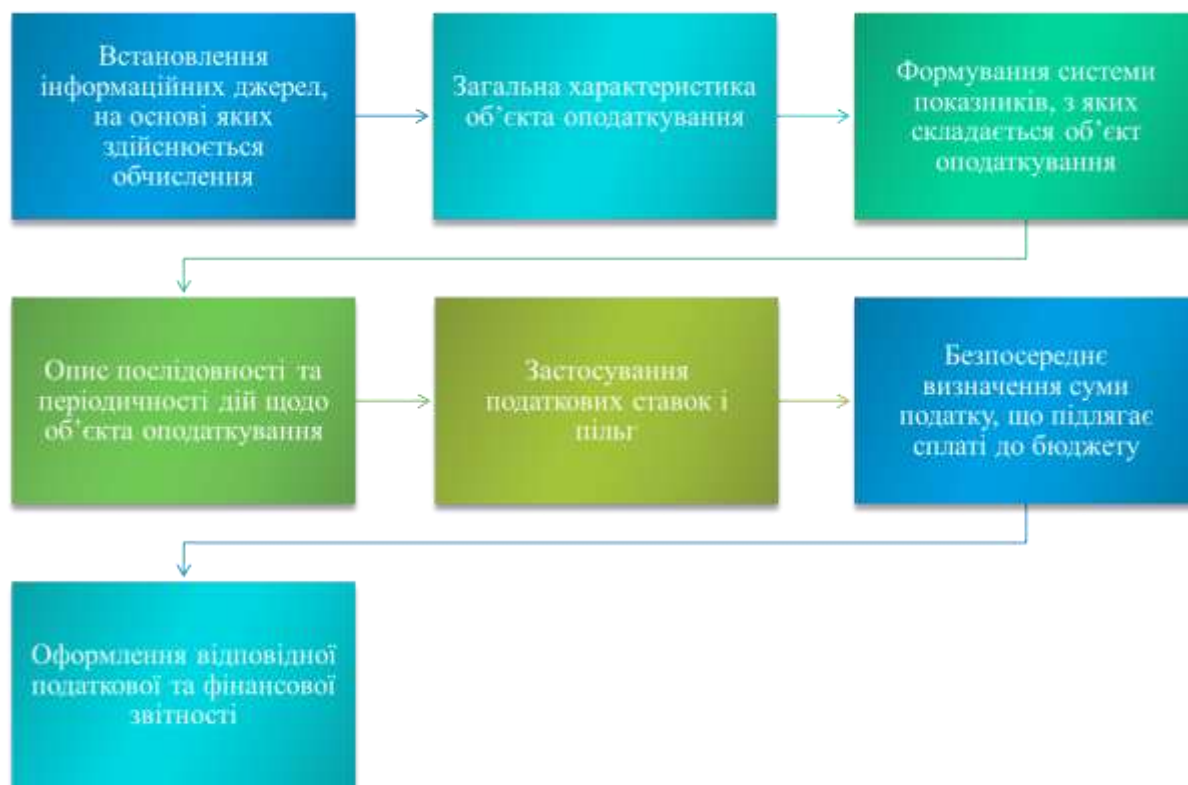 Встановлення
інформаційних джерел,
на основі яких
здійснюється
обчислення
Загальна характеристика
об’єкта оподаткування
Формування системи
показників, з яких
складається об’єкт
оподаткування
Опис послідовності та
періодичності дій щодо
об’єкта оподаткування
Застосування
податкових ставок і
пільг
Безпосереднє
визначення суми
податку, що підлягає
сплаті до бюджету
Оформлення відповідної
податкової та фінансової
звітності